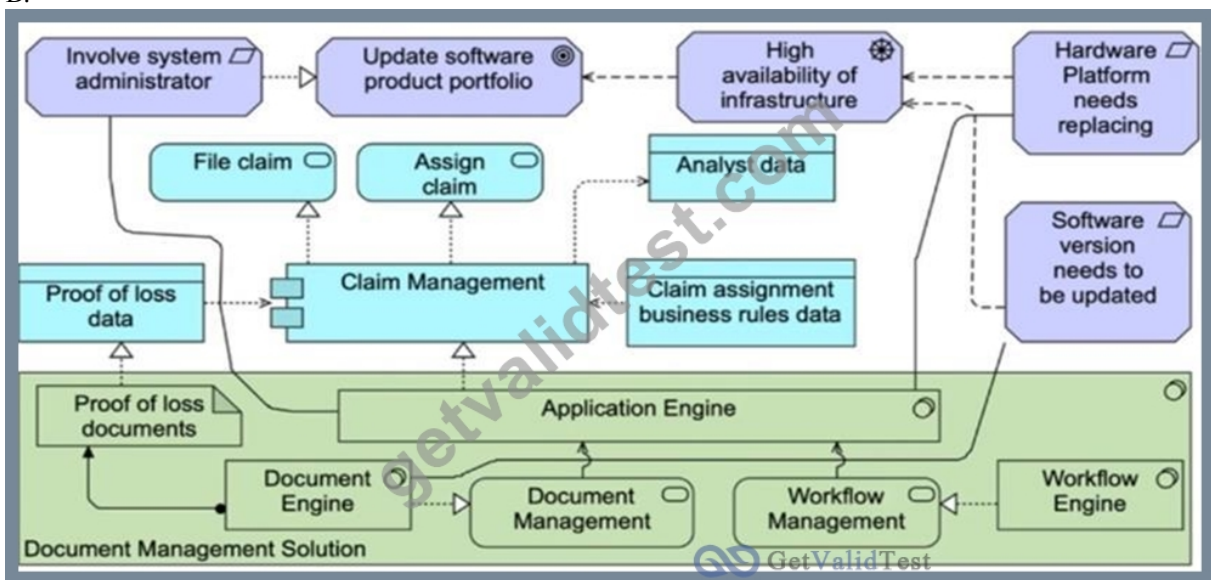 B.
Involve system
administrator
Update software
product portfolio
High
availability of
infrastructure
Hardware
Platform
needs
replacing
File claim
Assign
claim
Analyst data
Software
version
needs to
be updated
Proof of loss
data
Claim Management
Claim assignment
business rules data
Proof of loss
documents
Application Engine
Document
Engine
Document
Management
Workflow
Management
Workflow
Engine
Document Management Solution
getvalidtest.com
GetValidTest